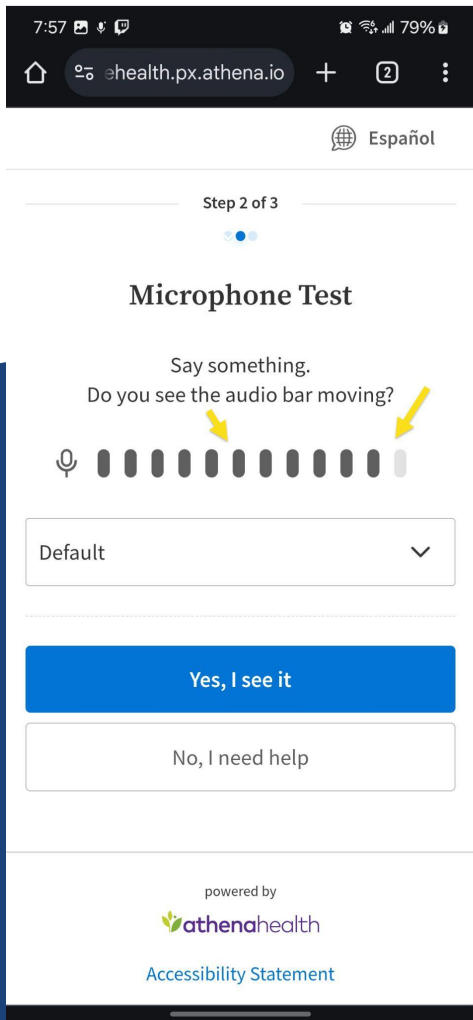 7:57 79%
ehealth.px.athena.io 2
Español
Step 2 of 3
Microphone Test
Say something.
Do you see the audio bar moving?
Default
Yes, I see it
No, I need help
powered by
athenahealth
Accessibility Statement